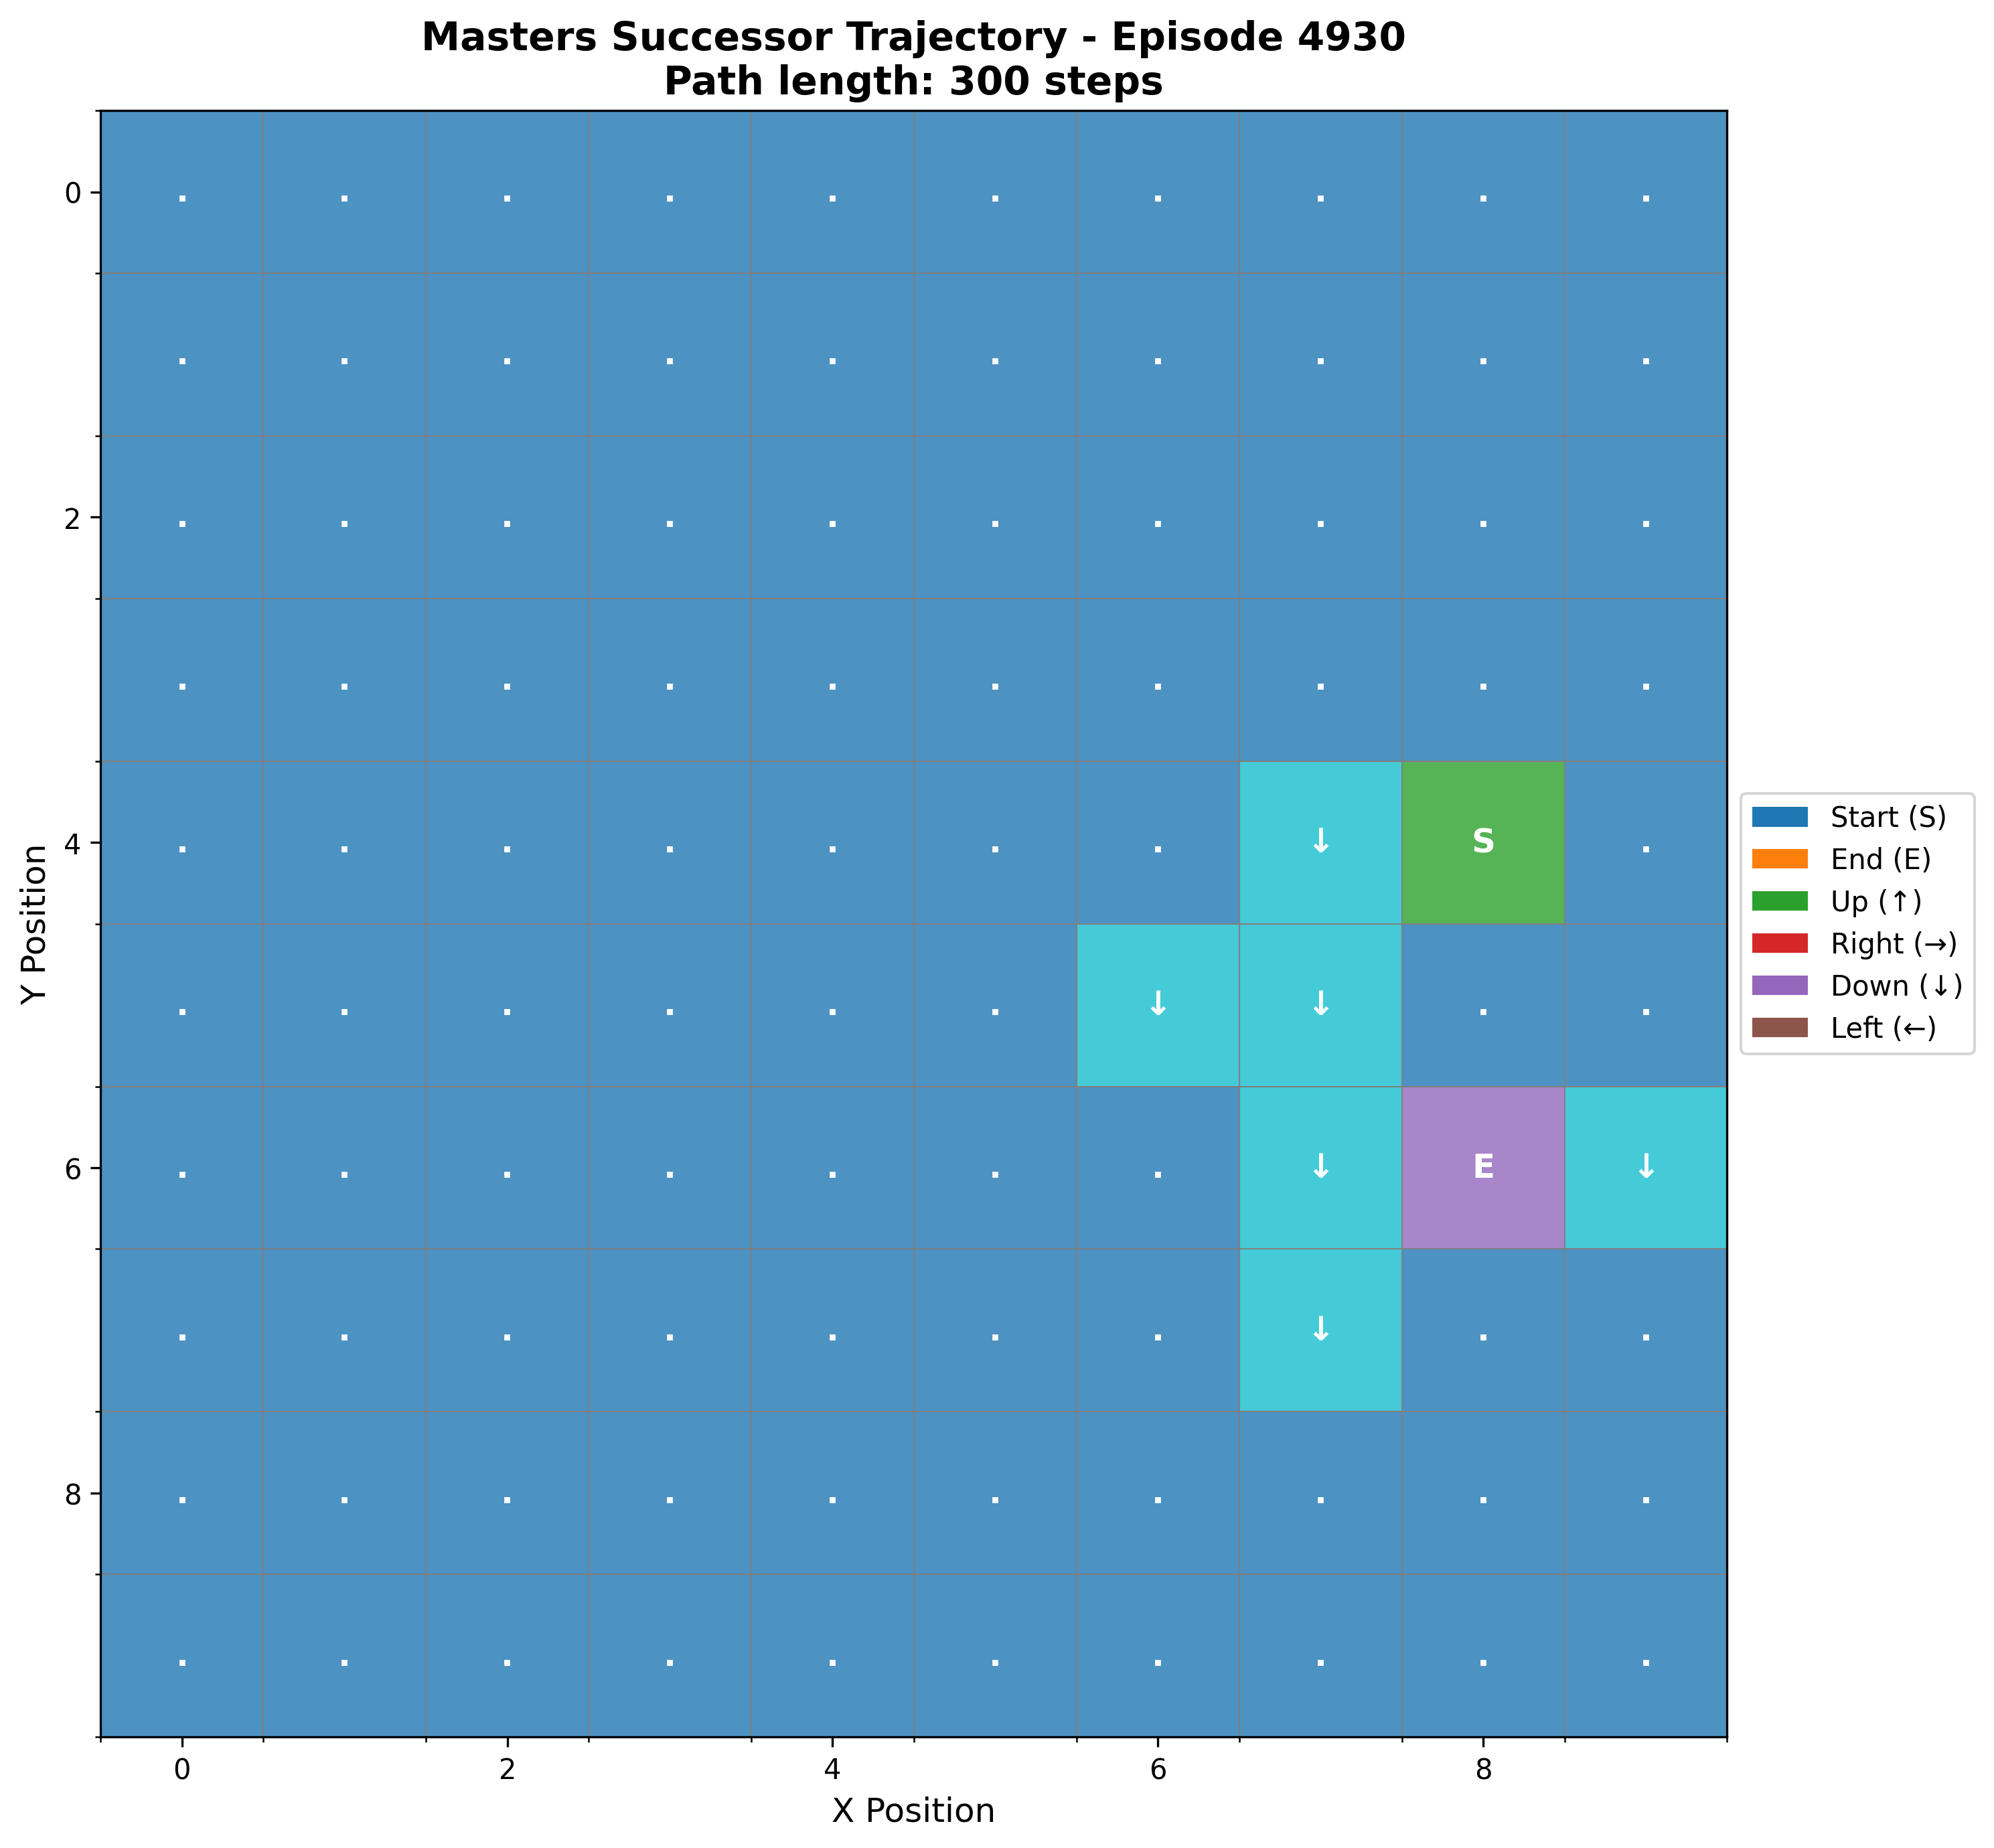 Masters Successor Trajectory - Episode 4930
Path length: 300 steps
0 . . . . . . . . . .
. . . . . . . . . .
2 . . . . . . . . . .
. . . . . . . . . .
4 . . . . . . . ↓ S .
. . . . . . ↓ ↓ . .
6 . . . . . . . ↓ E ↓
. . . . . . . ↓ . .
8 . . . . . . . . . .
. . . . . . . . . .
0 2 4 6 8
X Position
Y Position
Start (S)
End (E)
Up (↑)
Right (→)
Down (↓)
Left (←)